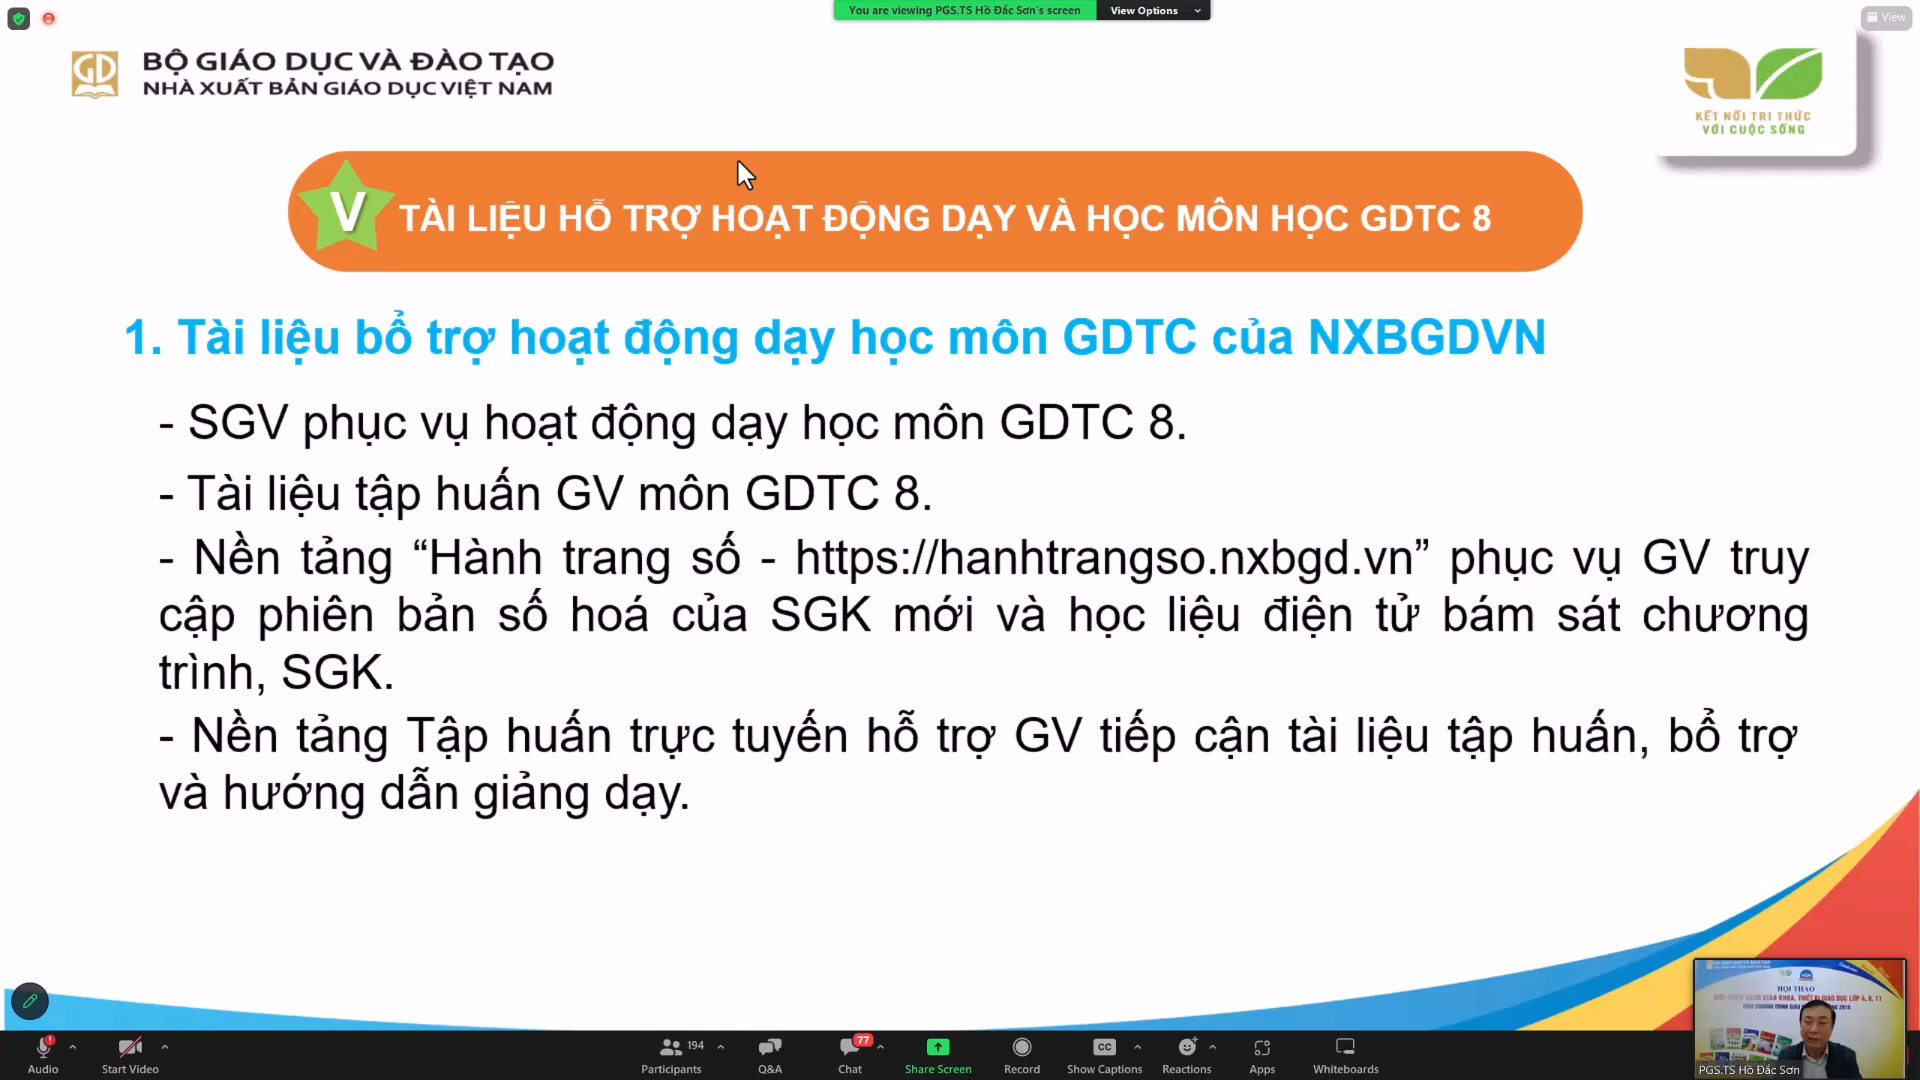 You are viewing PGS.TS Hồ Đắc Sơn's screen
View Options
View
BỘ GIÁO DỤC VÀ ĐÀO TẠO
NHÀ XUẤT BẢN GIÁO DỤC VIỆT NAM
GD
KẾT NỐI TRI THỨC
VỚI CUỘC SỐNG
V
TÀI LIỆU HỖ TRỢ HOẠT ĐỘNG DẠY VÀ HỌC MÔN HỌC GDTC 8
1. Tài liệu bổ trợ hoạt động dạy học môn GDTC của NXBGDVN
- SGV phục vụ hoạt động dạy học môn GDTC 8.
- Tài liệu tập huấn GV môn GDTC 8.
- Nền tảng “Hành trang số - https://hanhtrangso.nxbgd.vn” phục vụ GV truy
cập phiên bản số hoá của SGK mới và học liệu điện tử bám sát chương
trình, SGK.
- Nền tảng Tập huấn trực tuyến hỗ trợ GV tiếp cận tài liệu tập huấn, bổ trợ
và hướng dẫn giảng dạy.
HỘI THẢO
PGS.TS Hồ Đắc Sơn
Audio
Start Video
Participants
194
Q&A
Chat
77
Share Screen
Record
CC
Show Captions
Reactions
Apps
Whiteboards